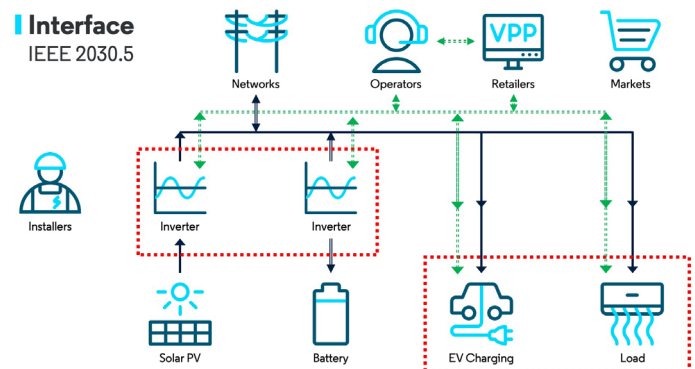 Interface
IEEE 2030.5
VPP
Networks
Operators
Retailers
Markets
Installers
Inverter
Inverter
Solar PV
Battery
EV Charging
Load